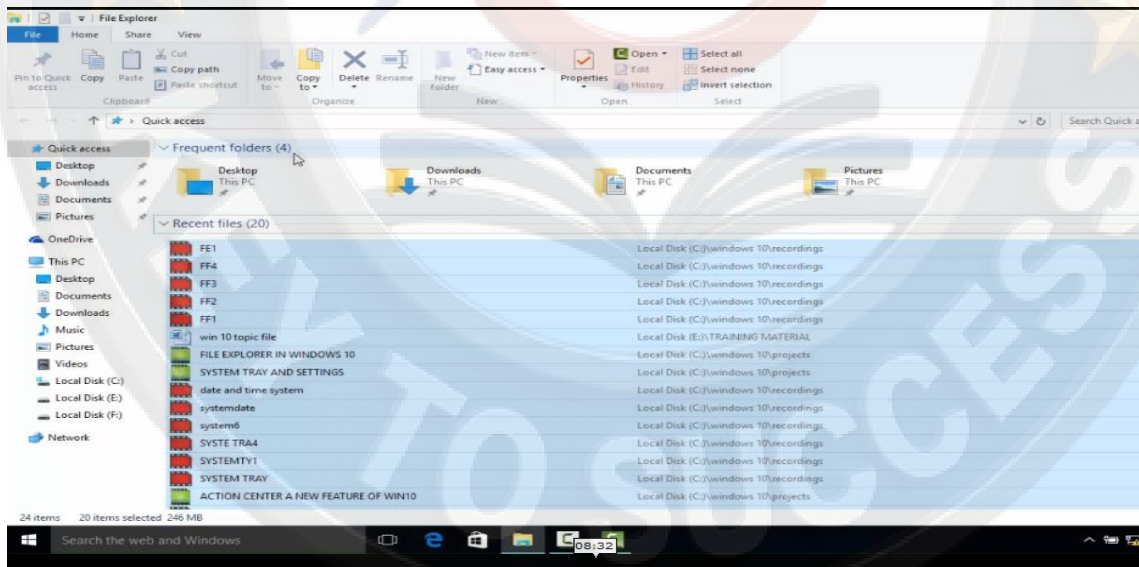 File Explorer
File Home Share View
Pin to Quick access
Copy
Paste
Cut
Copy path
Paste shortcut
Clipboard
Move to
Copy to
Delete
Rename
Organize
New folder
New item
Easy access
New
Properties
Open
Edit
History
Open
Select all
Select none
Invert selection
Select
Quick access
Search Quick a
Quick access
Desktop
Downloads
Documents
Pictures
OneDrive
This PC
Desktop
Documents
Downloads
Music
Pictures
Videos
Local Disk (C:)
Local Disk (E:)
Local Disk (F:)
Network
Frequent folders (4)
Desktop
This PC
Downloads
This PC
Documents
This PC
Pictures
This PC
Recent files (20)
FE1 Local Disk (C:)\windows 10\recordings
FF4 Local Disk (C:)\windows 10\recordings
FF3 Local Disk (C:)\windows 10\recordings
FF2 Local Disk (C:)\windows 10\recordings
FF1 Local Disk (C:)\windows 10\recordings
win 10 topic file Local Disk (E:)\TRAINING MATERIAL
FILE EXPLORER IN WINDOWS 10 Local Disk (C:)\windows 10\projects
SYSTEM TRAY AND SETTINGS Local Disk (C:)\windows 10\projects
date and time system Local Disk (C:)\windows 10\recordings
systemdate Local Disk (C:)\windows 10\recordings
system6 Local Disk (C:)\windows 10\recordings
SYSTE TRA4 Local Disk (C:)\windows 10\recordings
SYSTEMTY1 Local Disk (C:)\windows 10\recordings
SYSTEM TRAY Local Disk (C:)\windows 10\recordings
ACTION CENTER A NEW FEATURE OF WIN10 Local Disk (C:)\windows 10\projects
24 items 20 items selected 246 MB
Search the web and Windows
08:32
TO SUCCESS